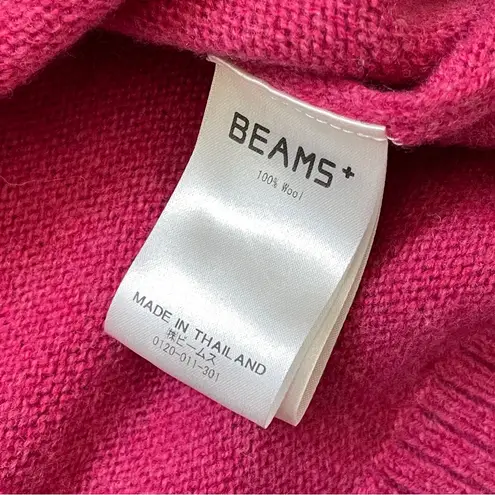 BEAMS+
100% Wool
MADE IN THAILAND
㈱ビームス
0120-011-301